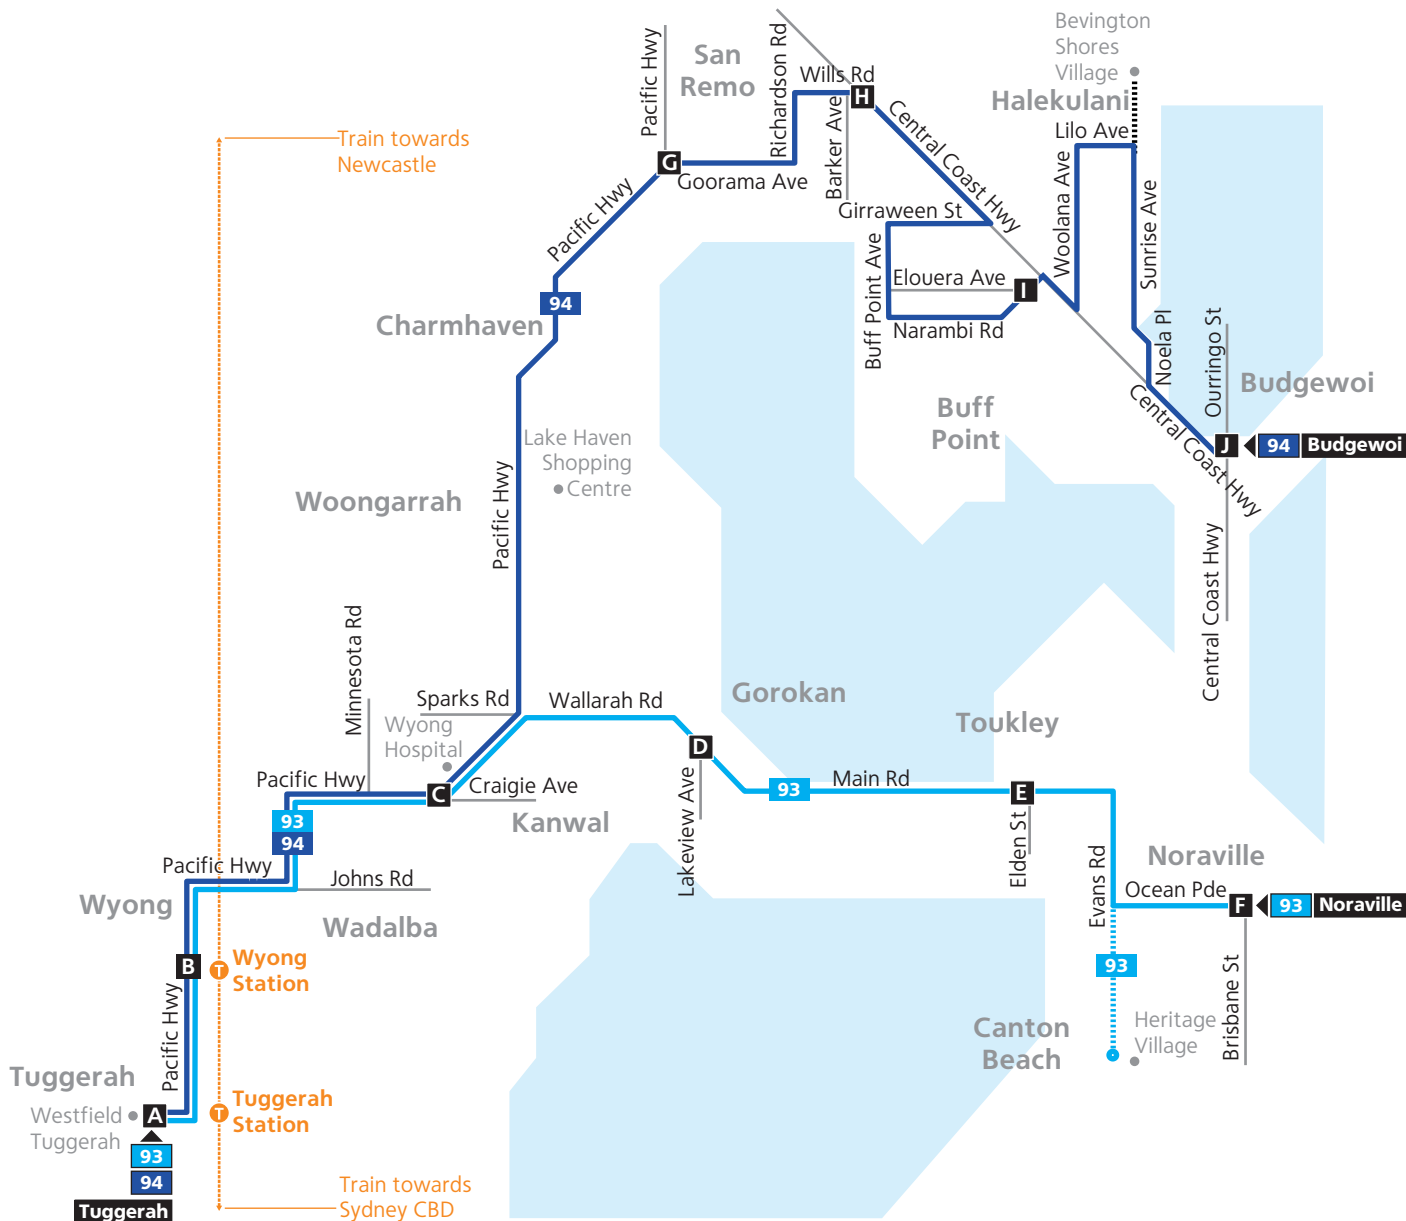 Bevington
Shores
Village
San
Remo
Pacific Hwy
Richardson Rd
Wills Rd
H
Halekulani
Barker Ave
Central Coast Hwy
Lilo Ave
Train towards
Newcastle
G
Goorama Ave
Woolana Ave
Sunrise Ave
Pacific Hwy
Girraween St
Buff Point Ave
Elouera Ave
I
94
Charmhaven
Narambi Rd
Noela Pl
Ourringo St
Budgewoi
Buff
Point
Central Coast Hwy
Lake Haven
Shopping
Centre
J
94
Budgewoi
Woongarrah
Pacific Hwy
Central Coast Hwy
Minnesota Rd
Sparks Rd
Wallarah Rd
Gorokan
Toukley
Wyong
Hospital
D
Pacific Hwy
C
Craigie Ave
93
Main Rd
E
Lakeview Ave
Kanwal
93
94
Elden St
Evans Rd
Noraville
Pacific Hwy
Johns Rd
Ocean Pde
Wyong
Wadalba
F
93
Noraville
B
T
Wyong
Station
93
Brisbane St
Pacific Hwy
Canton
Beach
Heritage
Village
Tuggerah
Westfield
Tuggerah
A
T
Tuggerah
Station
93
94
Tuggerah
Train towards
Sydney CBD